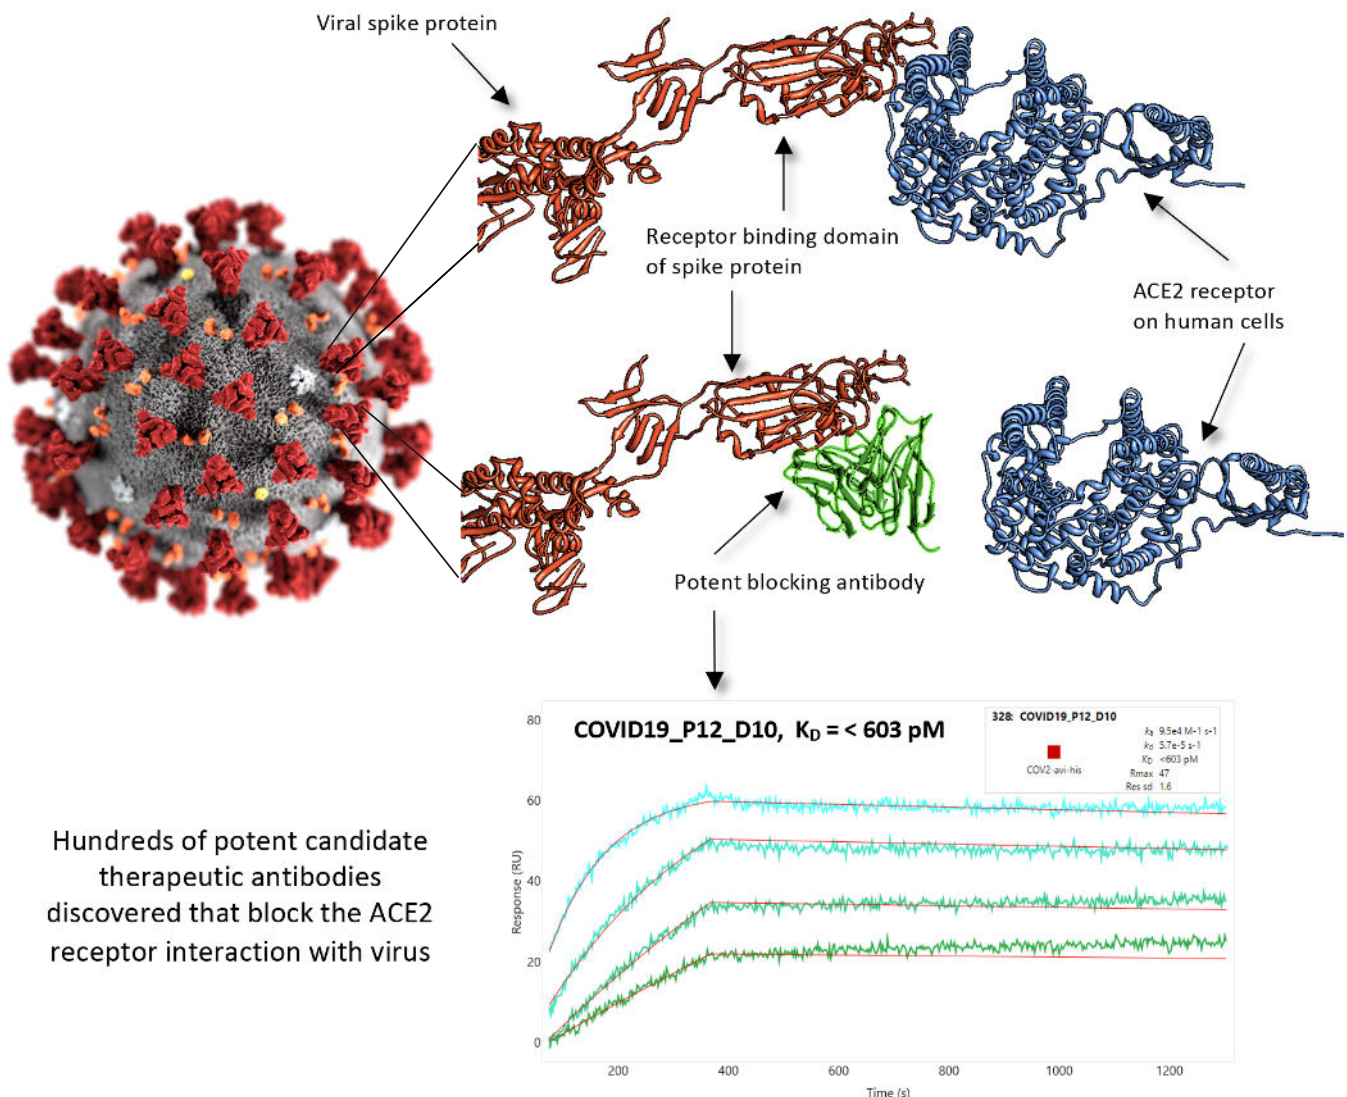 Viral spike protein
Receptor binding domain
of spike protein
ACE2 receptor
on human cells
Potent blocking antibody
Hundreds of potent candidate
therapeutic antibodies
discovered that block the ACE2
receptor interaction with virus
COVID19_P12_D10, KD = < 603 pM
328: COVID19_P12_D10
COV2-avi-his
ka 9.5e4 M-1 s-1
kd 5.7e-5 s-1
KD <603 pM
Rmax 47
Res sd 1.6
Response (RU)
80
60
40
20
0
200 400 600 800 1000 1200
Time (s)